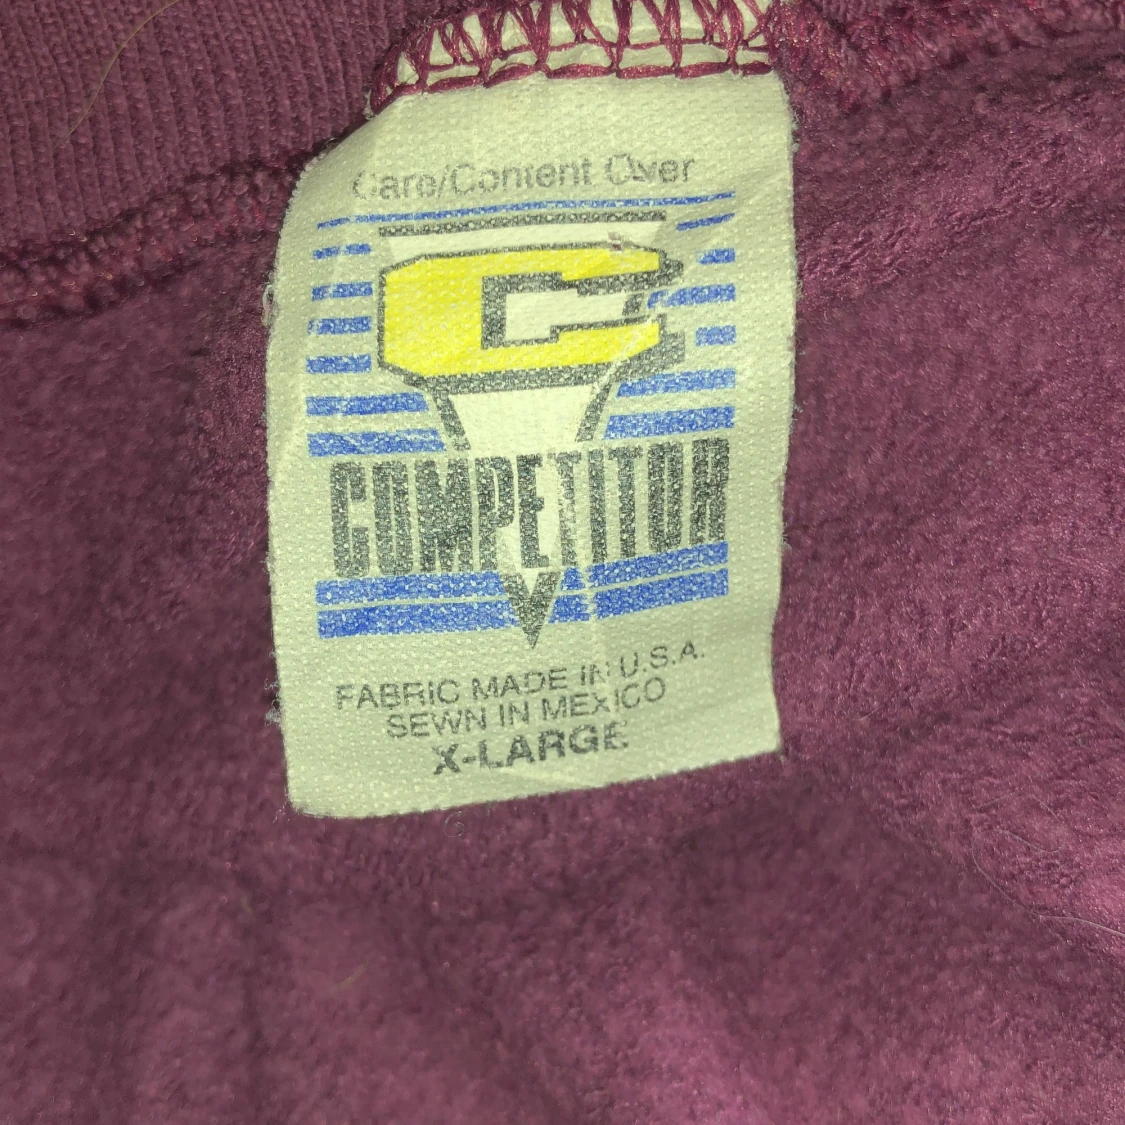 Care/Content Over
C
COMPETITOR
FABRIC MADE IN U.S.A.
SEWN IN MEXICO
X-LARGE